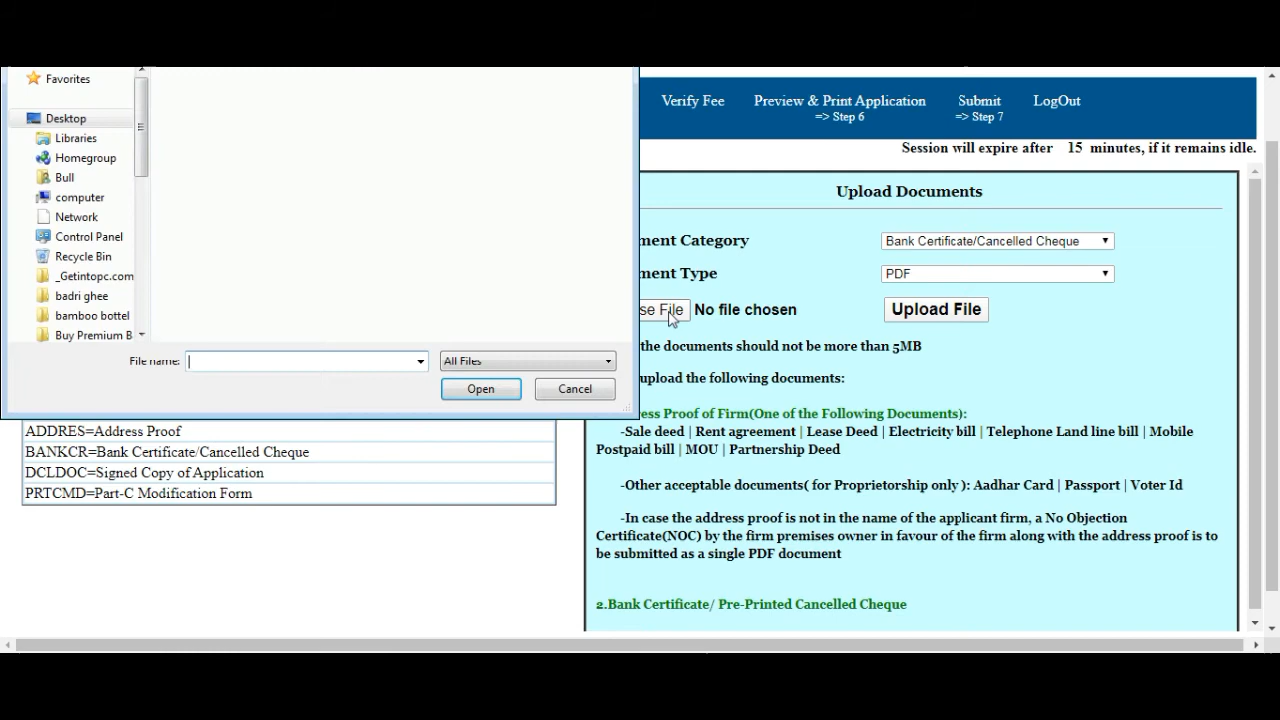 Favorites
Desktop
Libraries
Homegroup
Bull
computer
Network
Control Panel
Recycle Bin
_Getintopc.com
badri ghee
bamboo bottel
Buy Premium B
File name:
All Files
Open
Cancel
ADDRES=Address Proof
BANKCR=Bank Certificate/Cancelled Cheque
DCLDOC=Signed Copy of Application
PRTCMD=Part-C Modification Form
Verify Fee
Preview & Print Application
=> Step 6
Submit
=> Step 7
LogOut
Session will expire after 15 minutes, if it remains idle.
Upload Documents
ment Category
Bank Certificate/Cancelled Cheque
ment Type
PDF
se File No file chosen
Upload File
the documents should not be more than 5MB
upload the following documents:
ress Proof of Firm(One of the Following Documents):
-Sale deed | Rent agreement | Lease Deed | Electricity bill | Telephone Land line bill | Mobile
Postpaid bill | MOU | Partnership Deed
-Other acceptable documents( for Proprietorship only ): Aadhar Card | Passport | Voter Id
-In case the address proof is not in the name of the applicant firm, a No Objection
Certificate(NOC) by the firm premises owner in favour of the firm along with the address proof is to
be submitted as a single PDF document
2.Bank Certificate/ Pre-Printed Cancelled Cheque